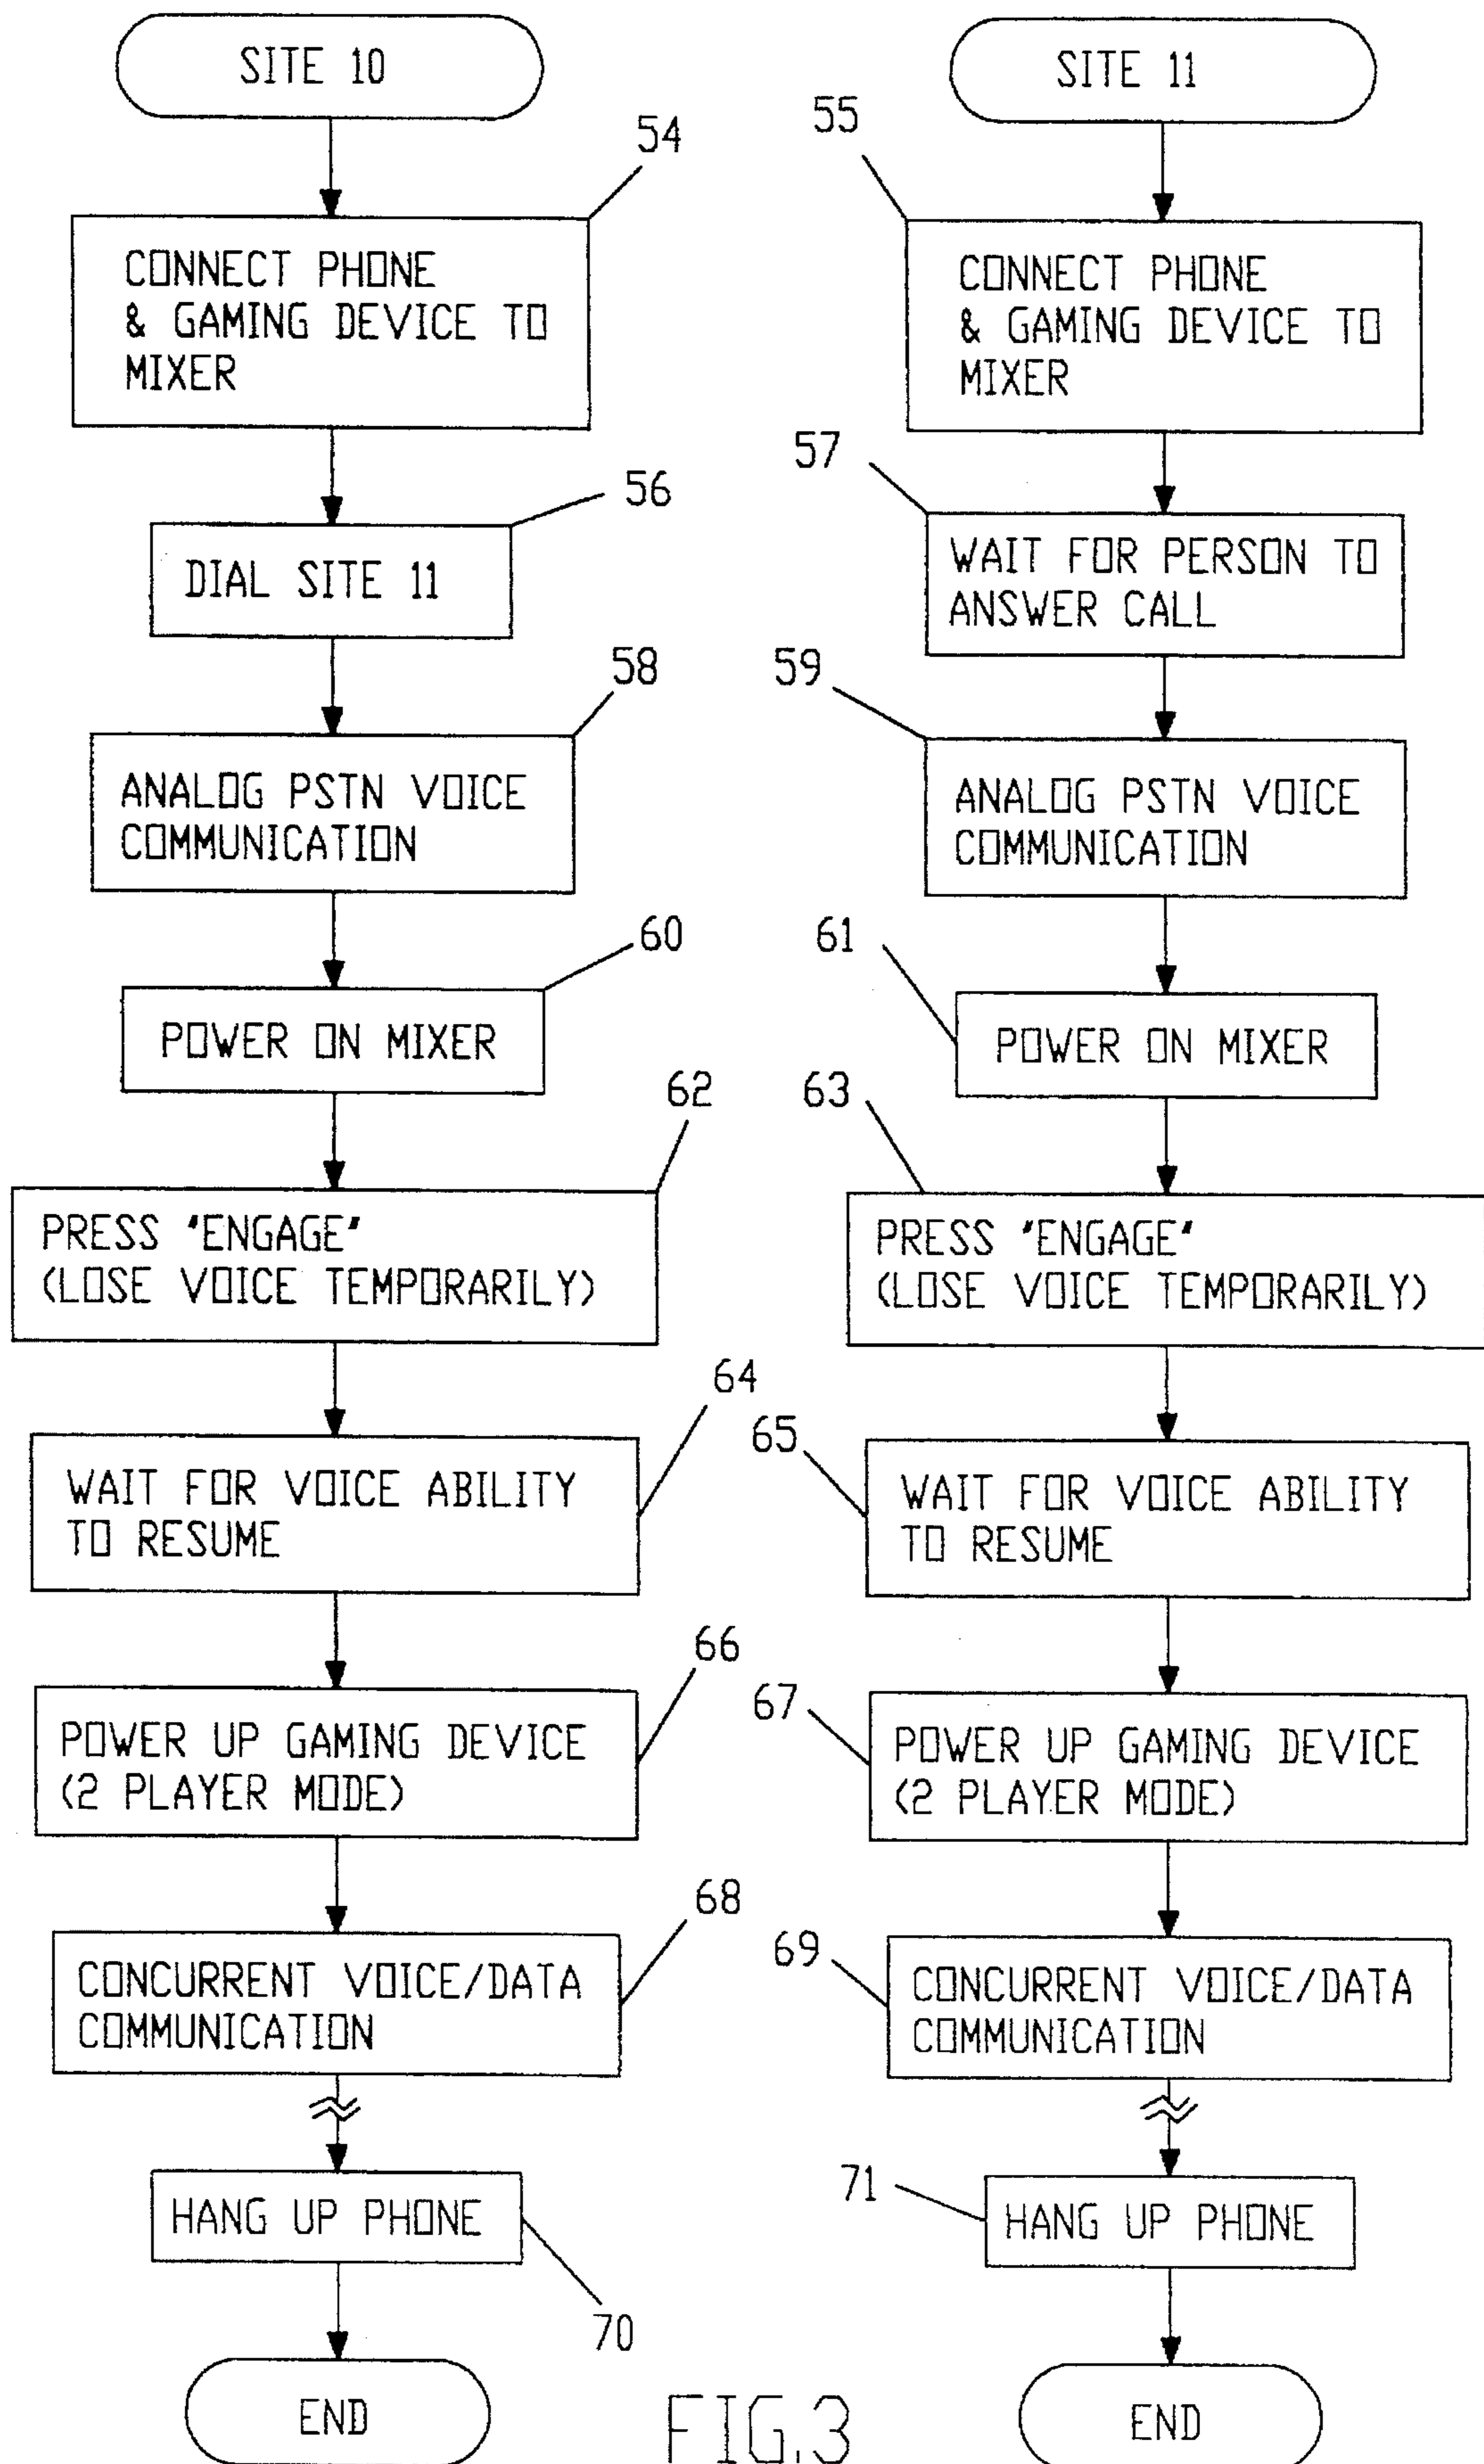 SITE 10
54
CONNECT PHONE
& GAMING DEVICE TO
MIXER
56
DIAL SITE 11
58
ANALOG PSTN VOICE
COMMUNICATION
60
POWER ON MIXER
62
PRESS "ENGAGE"
(LOSE VOICE TEMPORARILY)
64
WAIT FOR VOICE ABILITY
TO RESUME
66
POWER UP GAMING DEVICE
(2 PLAYER MODE)
68
CONCURRENT VOICE/DATA
COMMUNICATION
HANG UP PHONE
70
END
SITE 11
55
CONNECT PHONE
& GAMING DEVICE TO
MIXER
57
WAIT FOR PERSON TO
ANSWER CALL
59
ANALOG PSTN VOICE
COMMUNICATION
61
POWER ON MIXER
63
PRESS "ENGAGE"
(LOSE VOICE TEMPORARILY)
65
WAIT FOR VOICE ABILITY
TO RESUME
67
POWER UP GAMING DEVICE
(2 PLAYER MODE)
69
CONCURRENT VOICE/DATA
COMMUNICATION
71
HANG UP PHONE
END
FIG.3